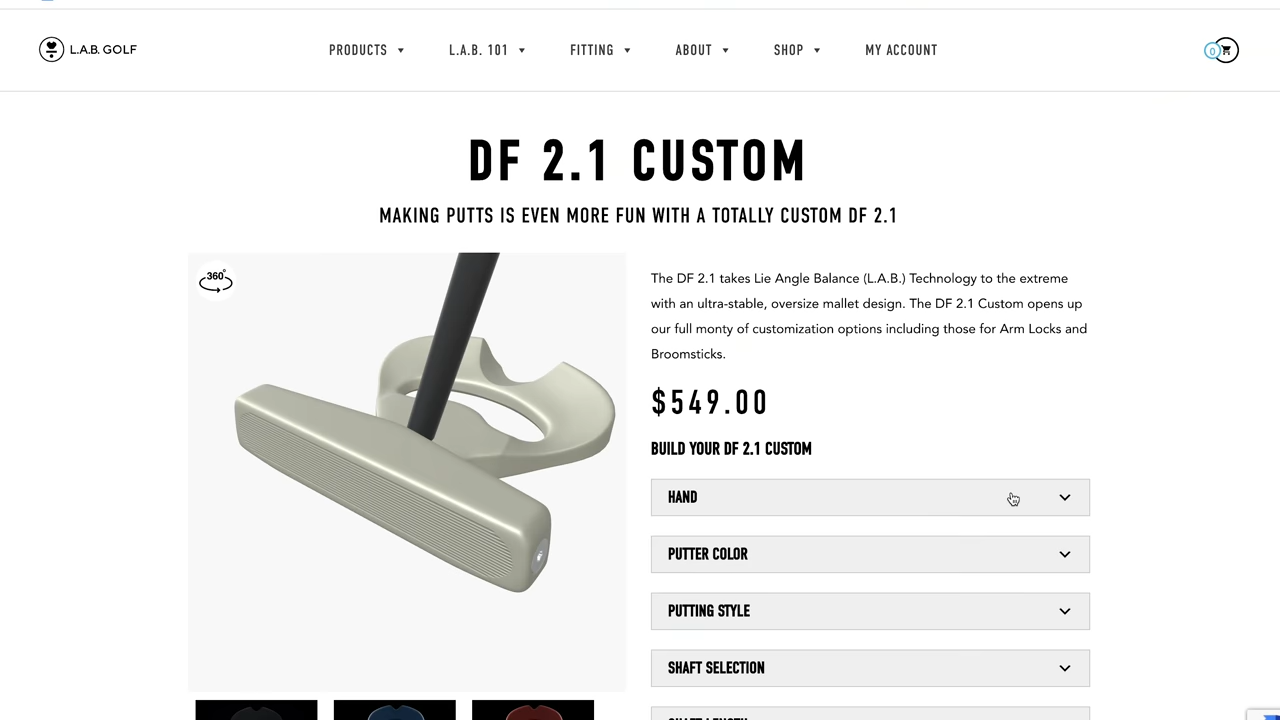 L.A.B. GOLF
PRODUCTS
L.A.B. 101
FITTING
ABOUT
SHOP
MY ACCOUNT
0
DF 2.1 CUSTOM
MAKING PUTTS IS EVEN MORE FUN WITH A TOTALLY CUSTOM DF 2.1
360°
The DF 2.1 takes Lie Angle Balance (L.A.B.) Technology to the extreme
with an ultra-stable, oversize mallet design. The DF 2.1 Custom opens up
our full monty of customization options including those for Arm Locks and
Broomsticks.
$549.00
BUILD YOUR DF 2.1 CUSTOM
HAND
PUTTER COLOR
PUTTING STYLE
SHAFT SELECTION